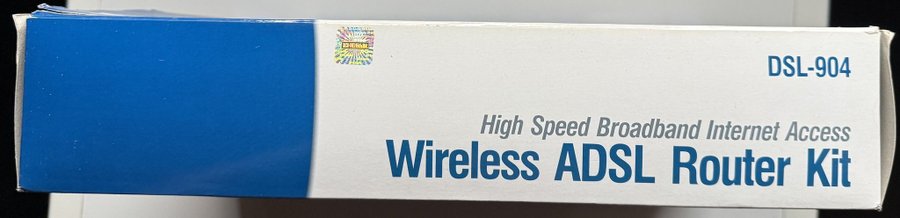 DSL-904
High Speed Broadband Internet Access
Wireless ADSL Router Kit